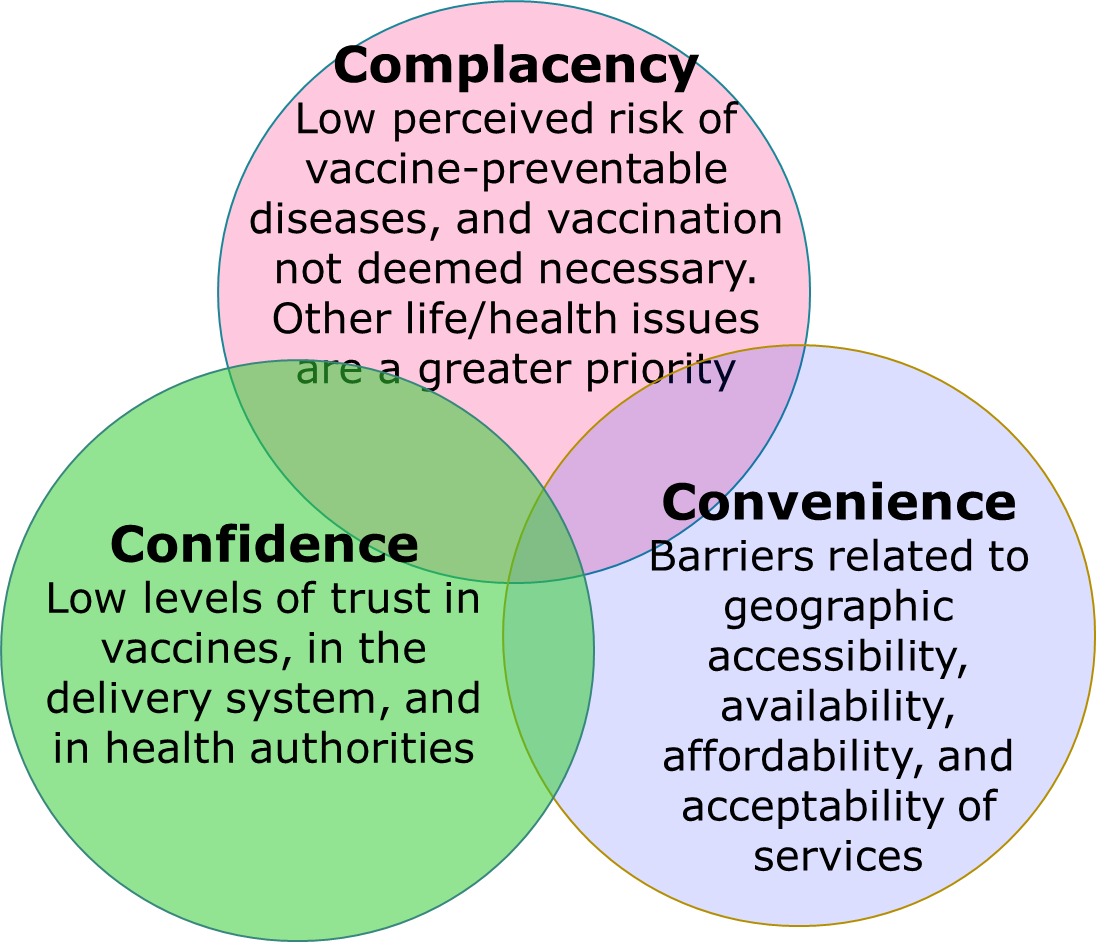 Complacency
Low perceived risk of
vaccine-preventable
diseases, and vaccination
not deemed necessary.
Other life/health issues
are a greater priority
Confidence
Low levels of trust in
vaccines, in the
delivery system, and
in health authorities
Convenience
Barriers related to
geographic
accessibility,
availability,
affordability, and
acceptability of
services